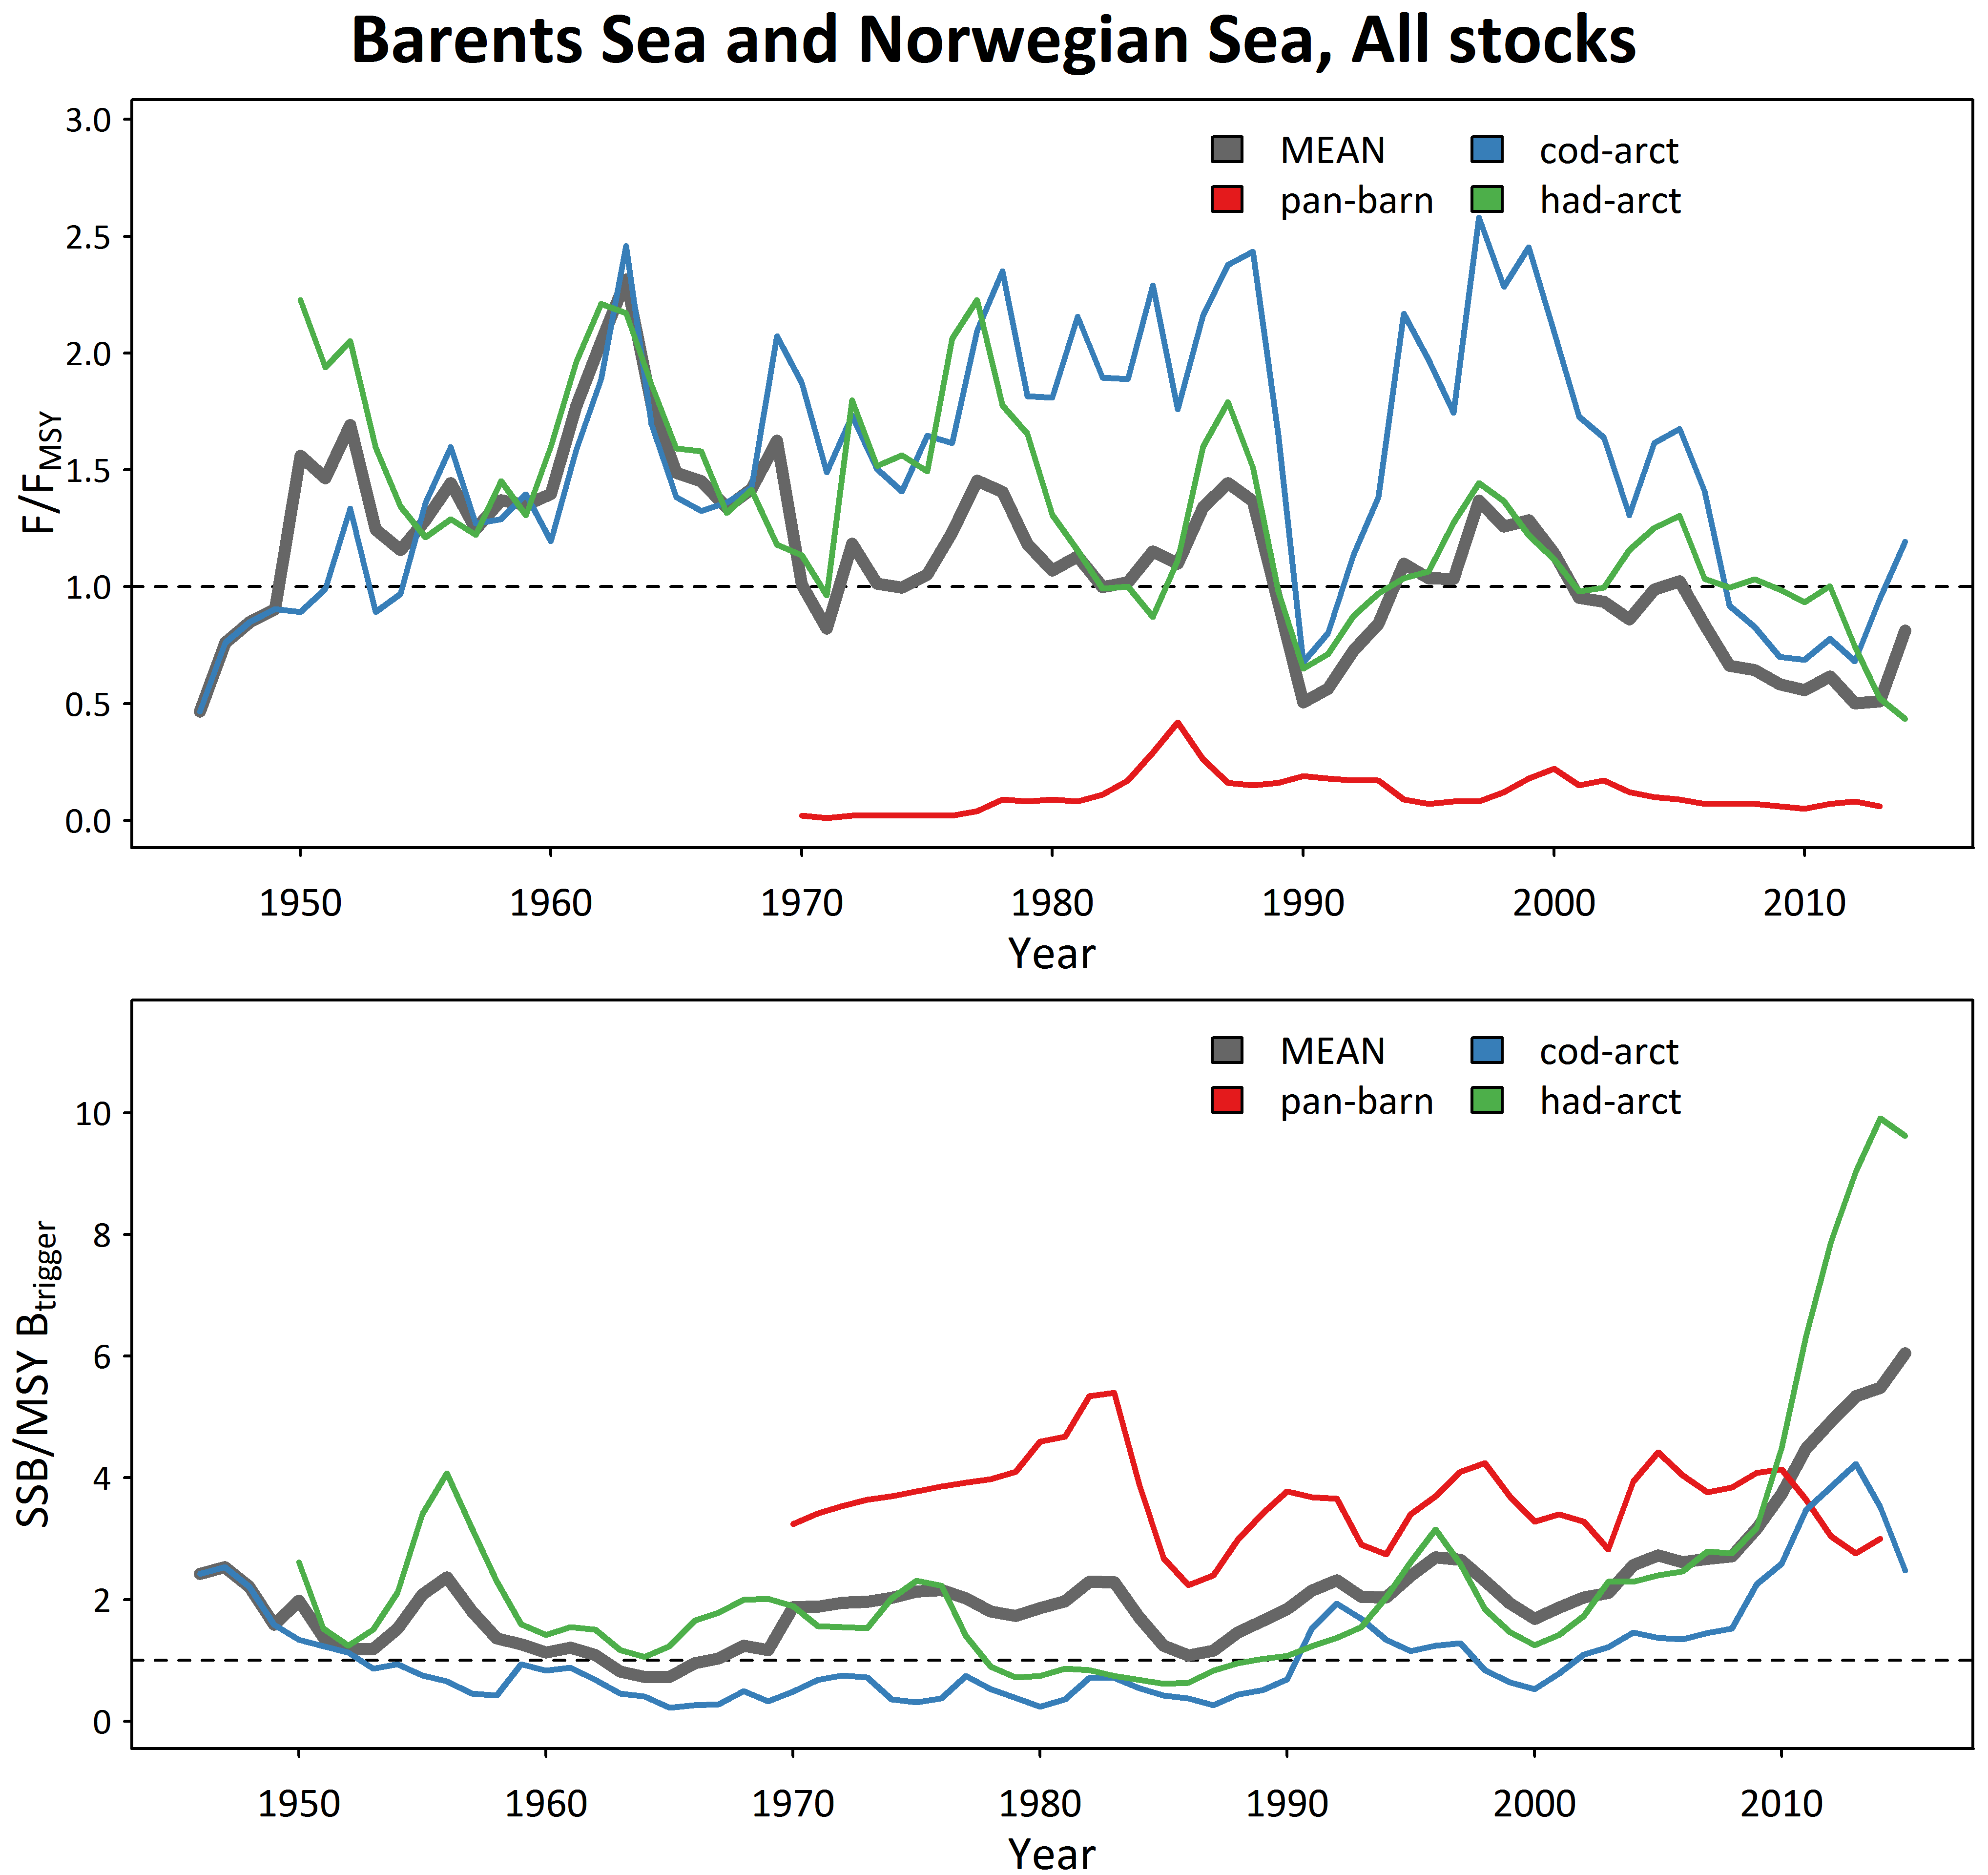 Barents Sea and Norwegian Sea, All stocks
3.0
2.5
2.0
1.5
1.0
0.5
0.0
F/FMSY
MEAN cod-arct
pan-barn had-arct
1950 1960 1970 1980 1990 2000 2010
Year
10
8
6
4
2
0
SSB/MSY Btrigger
MEAN cod-arct
pan-barn had-arct
1950 1960 1970 1980 1990 2000 2010
Year